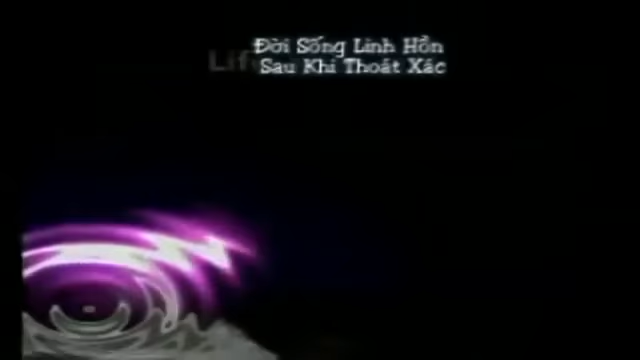 Đời Sống Linh Hồn
Sau Khi Thoát Xác